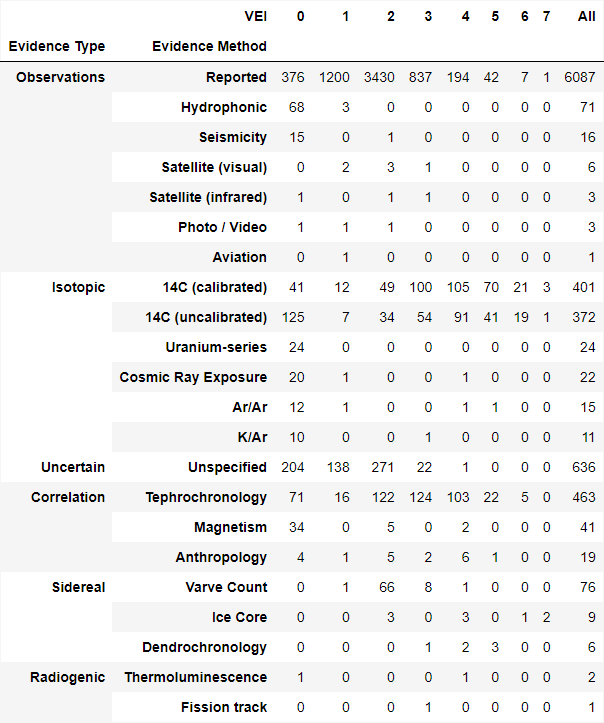 VEI 0 1 2 3 4 5 6 7 All
Evidence Type Evidence Method
Observations Reported 376 1200 3430 837 194 42 7 1 6087
Hydrophonic 68 3 0 0 0 0 0 0 71
Seismicity 15 0 1 0 0 0 0 0 16
Satellite (visual) 0 2 3 1 0 0 0 0 6
Satellite (infrared) 1 0 1 1 0 0 0 0 3
Photo / Video 1 1 1 0 0 0 0 0 3
Aviation 0 1 0 0 0 0 0 0 1
Isotopic 14C (calibrated) 41 12 49 100 105 70 21 3 401
14C (uncalibrated) 125 7 34 54 91 41 19 1 372
Uranium-series 24 0 0 0 0 0 0 0 24
Cosmic Ray Exposure 20 1 0 0 1 0 0 0 22
Ar/Ar 12 1 0 0 1 1 0 0 15
K/Ar 10 0 0 1 0 0 0 0 11
Uncertain Unspecified 204 138 271 22 1 0 0 0 636
Correlation Tephrochronology 71 16 122 124 103 22 5 0 463
Magnetism 34 0 5 0 2 0 0 0 41
Anthropology 4 1 5 2 6 1 0 0 19
Sidereal Varve Count 0 1 66 8 1 0 0 0 76
Ice Core 0 0 3 0 3 0 1 2 9
Dendrochronology 0 0 0 1 2 3 0 0 6
Radiogenic Thermoluminescence 1 0 0 0 1 0 0 0 2
Fission track 0 0 0 1 0 0 0 0 1